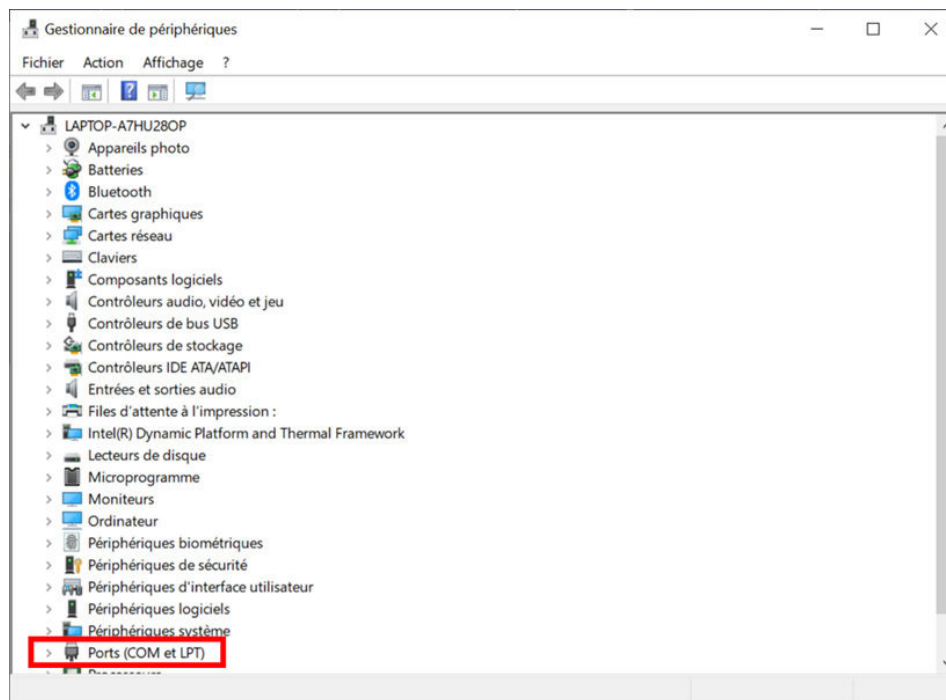 Gestionnaire de périphériques
Fichier Action Affichage ?
LAPTOP-A7HU28OP
Appareils photo
Batteries
Bluetooth
Cartes graphiques
Cartes réseau
Claviers
Composants logiciels
Contrôleurs audio, vidéo et jeu
Contrôleurs de bus USB
Contrôleurs de stockage
Contrôleurs IDE ATA/ATAPI
Entrées et sorties audio
Files d'attente à l'impression :
Intel(R) Dynamic Platform and Thermal Framework
Lecteurs de disque
Microprogramme
Moniteurs
Ordinateur
Périphériques biométriques
Périphériques de sécurité
Périphériques d'interface utilisateur
Périphériques logiciels
Périphériques système
Ports (COM et LPT)